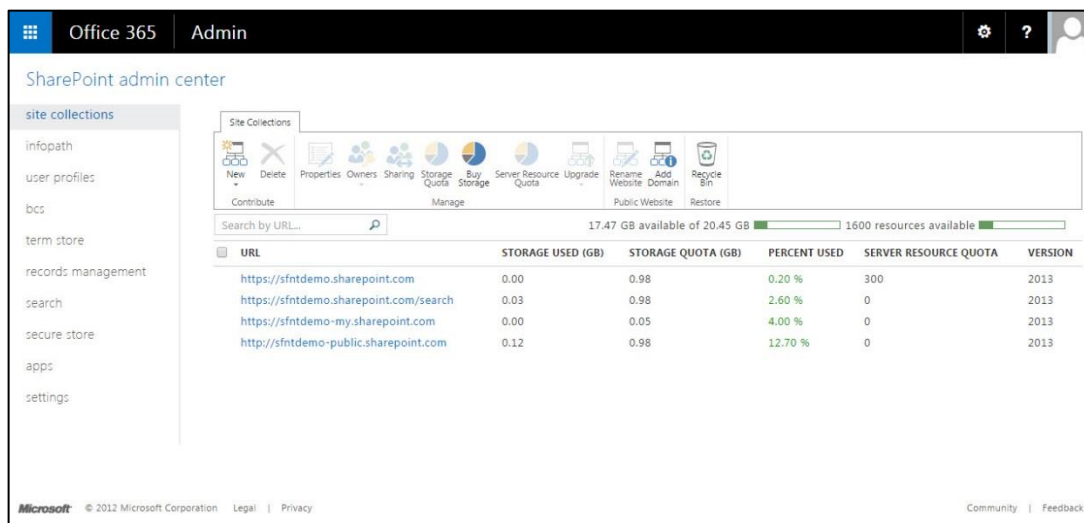 Office 365 Admin ?
SharePoint admin center
site collections
infopath
user profiles
bcs
term store
records management
search
secure store
apps
settings
Site Collections
New Delete Properties Owners Sharing Storage Quota Buy Storage Server Resource Quota Upgrade Rename Website Add Domain Recycle Bin
Contribute Manage Public Website Restore
Search by URL... 17.47 GB available of 20.45 GB 1600 resources available
URL STORAGE USED (GB) STORAGE QUOTA (GB) PERCENT USED SERVER RESOURCE QUOTA VERSION
https://sfntdemo.sharepoint.com 0.00 0.98 0.20 % 300 2013
https://sfntdemo.sharepoint.com/search 0.03 0.98 2.60 % 0 2013
https://sfntdemo-my.sharepoint.com 0.00 0.05 4.00 % 0 2013
http://sfntdemo-public.sharepoint.com 0.12 0.98 12.70 % 0 2013
Microsoft © 2012 Microsoft Corporation Legal | Privacy Community | Feedback